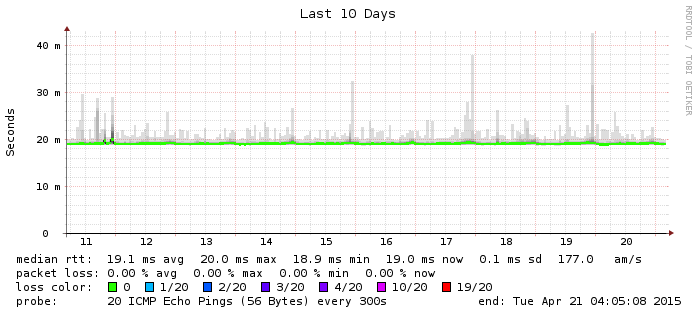 Last 10 Days
RRDTOOL / TOBI OETIKER
Seconds
40 m
30 m
20 m
10 m
0
11 12 13 14 15 16 17 18 19 20
median rtt: 19.1 ms avg 20.0 ms max 18.9 ms min 19.0 ms now 0.1 ms sd 177.0 am/s
packet loss: 0.00 % avg 0.00 % max 0.00 % min 0.00 % now
loss color: 0 1/20 2/20 3/20 4/20 10/20 19/20
probe: 20 ICMP Echo Pings (56 Bytes) every 300s end: Tue Apr 21 04:05:08 2015